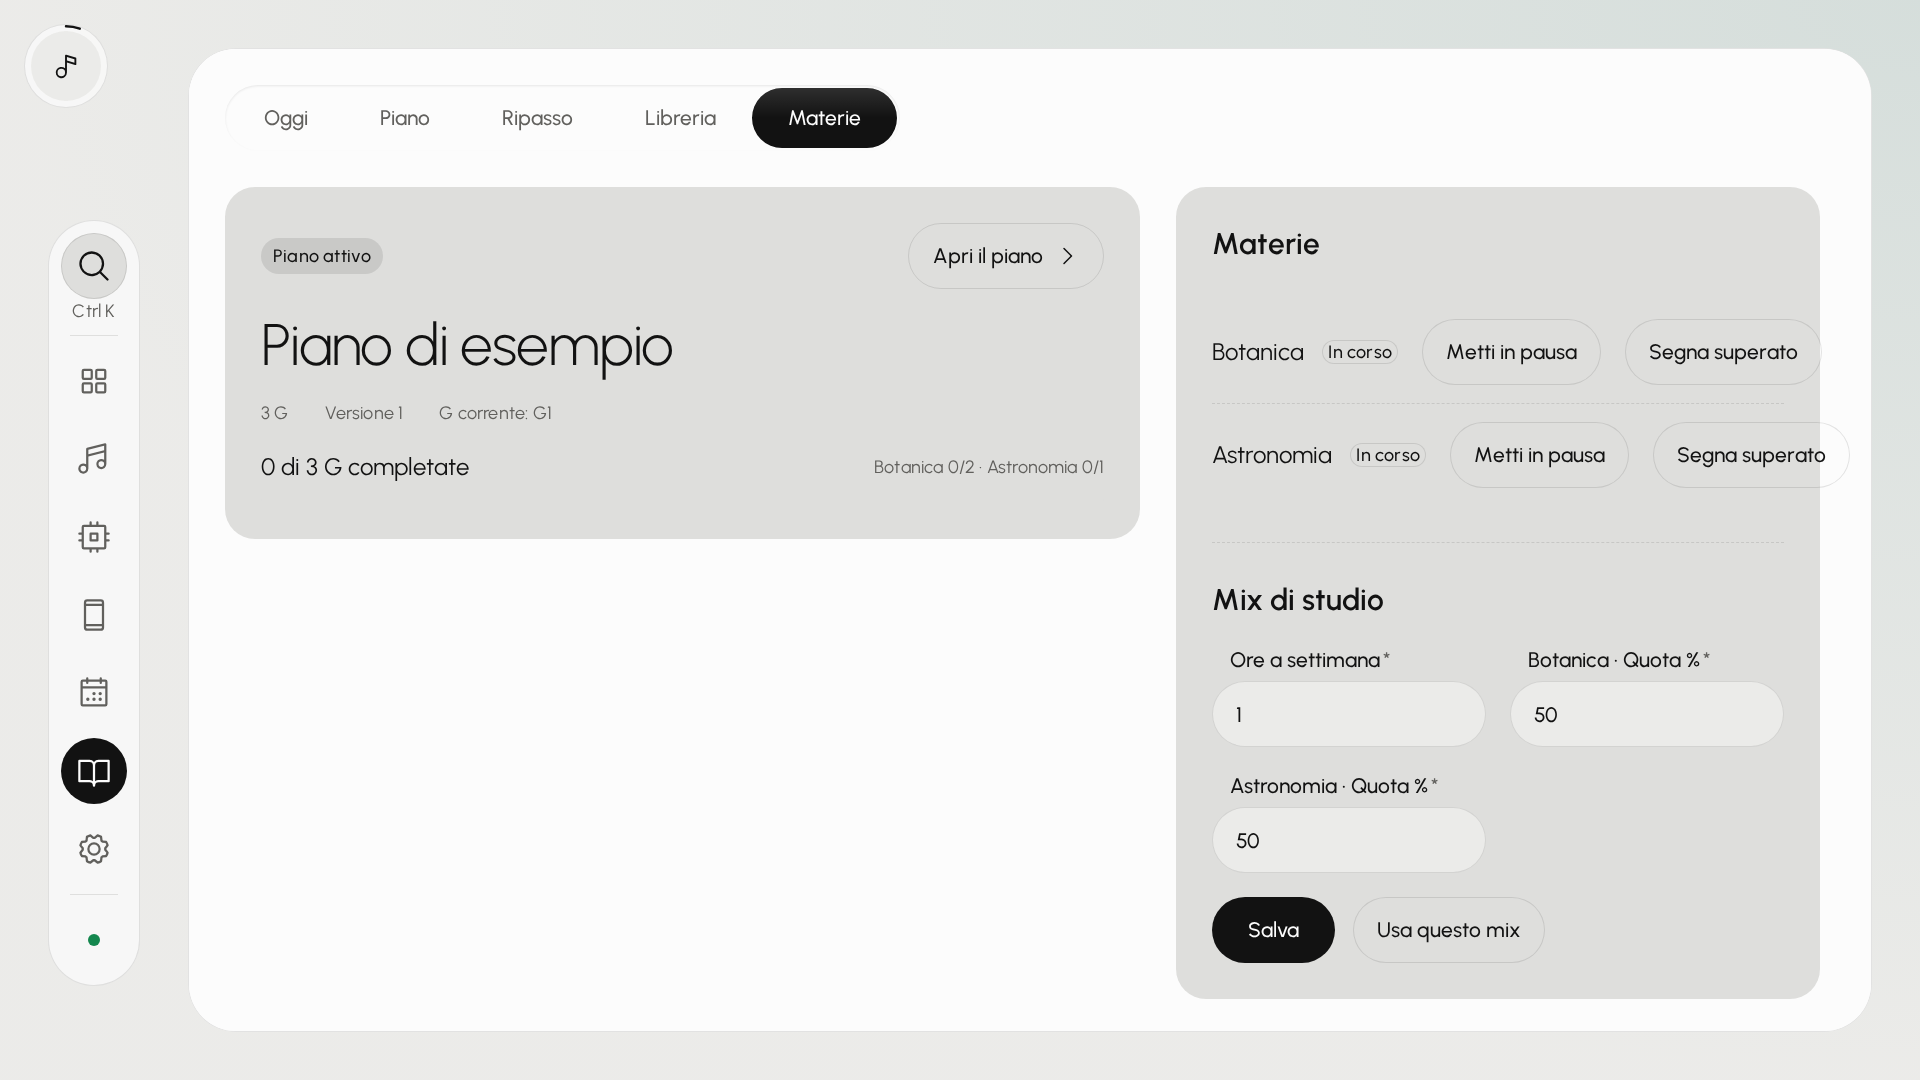 Oggi Piano Ripasso Libreria Materie
Ctrl K
Piano attivo
Apri il piano
Piano di esempio
3 G Versione 1 G corrente: G1
0 di 3 G completate
Botanica 0/2 · Astronomia 0/1
Materie
Botanica In corso Metti in pausa Segna superato
Astronomia In corso Metti in pausa Segna superato
Mix di studio
Ore a settimana*
1
Botanica · Quota %*
50
Astronomia · Quota %*
50
Salva Usa questo mix